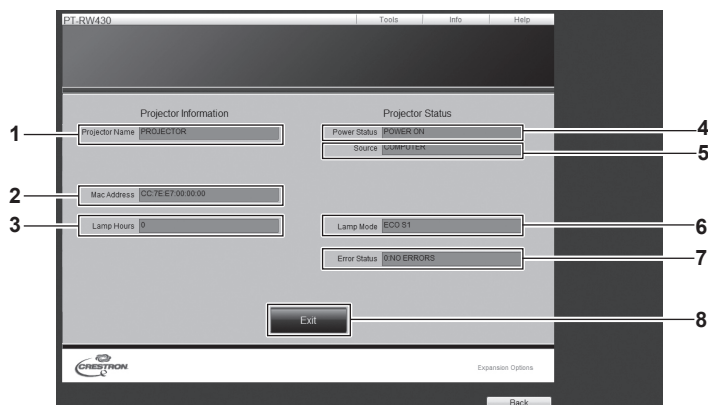 PT-RW430 Tools Info Help
Projector Information
Projector Status
1 Projector Name PROJECTOR
Power Status POWER ON 4
Source COMPUTER 5
2 Mac Address CC:7E:E7:00:00:00
3 Lamp Hours 0
Lamp Mode ECO S1 6
Error Status 0:NO ERRORS 7
Exit 8
CRESTRON
Expansion Options
Back